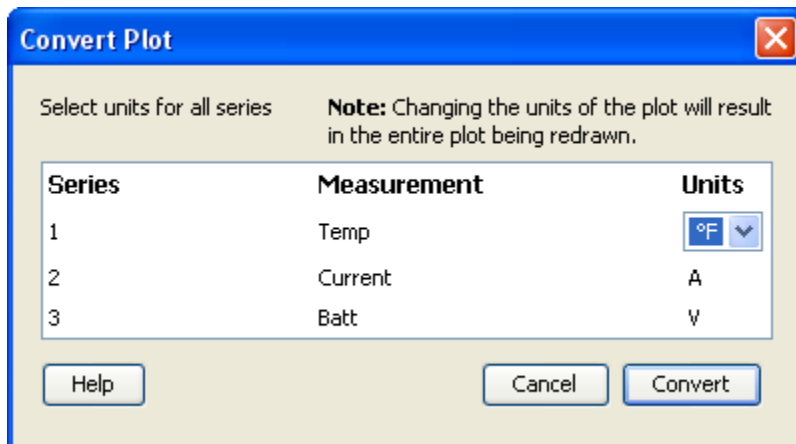 Convert Plot
Select units for all series
Note: Changing the units of the plot will result
in the entire plot being redrawn.
Series Measurement Units
1 Temp °F
2 Current A
3 Batt V
Help Cancel Convert